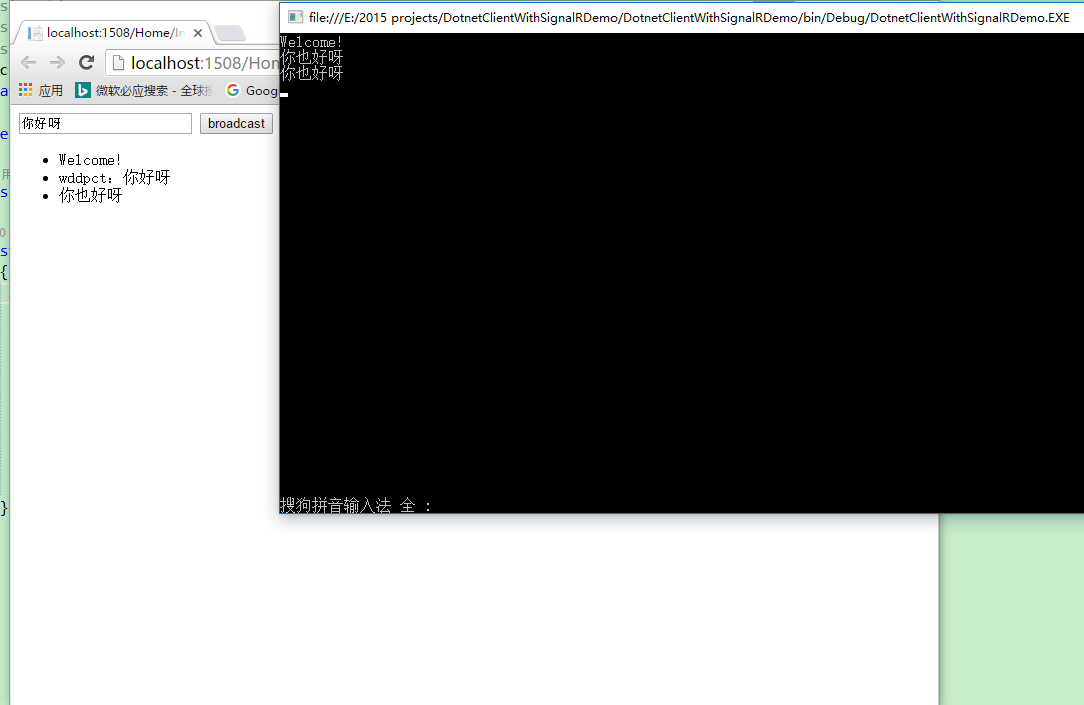 localhost:1508/Home/In
localhost:1508/Hon
应用
微软必应搜索 - 全球
Goog
你好呀
broadcast
Welcome!
wddpct：你好呀
你也好呀
file:///E:/2015 projects/DotnetClientWithSignalRDemo/DotnetClientWithSignalRDemo/bin/Debug/DotnetClientWithSignalRDemo.EXE
Welcome!
你也好呀
你也好呀
搜狗拼音输入法 全 :